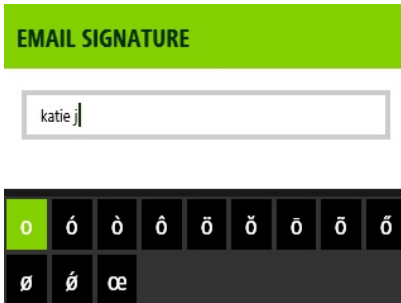 EMAIL SIGNATURE
katie j
o ó ò ô ö ǒ ō õ ő
ø ǿ œ